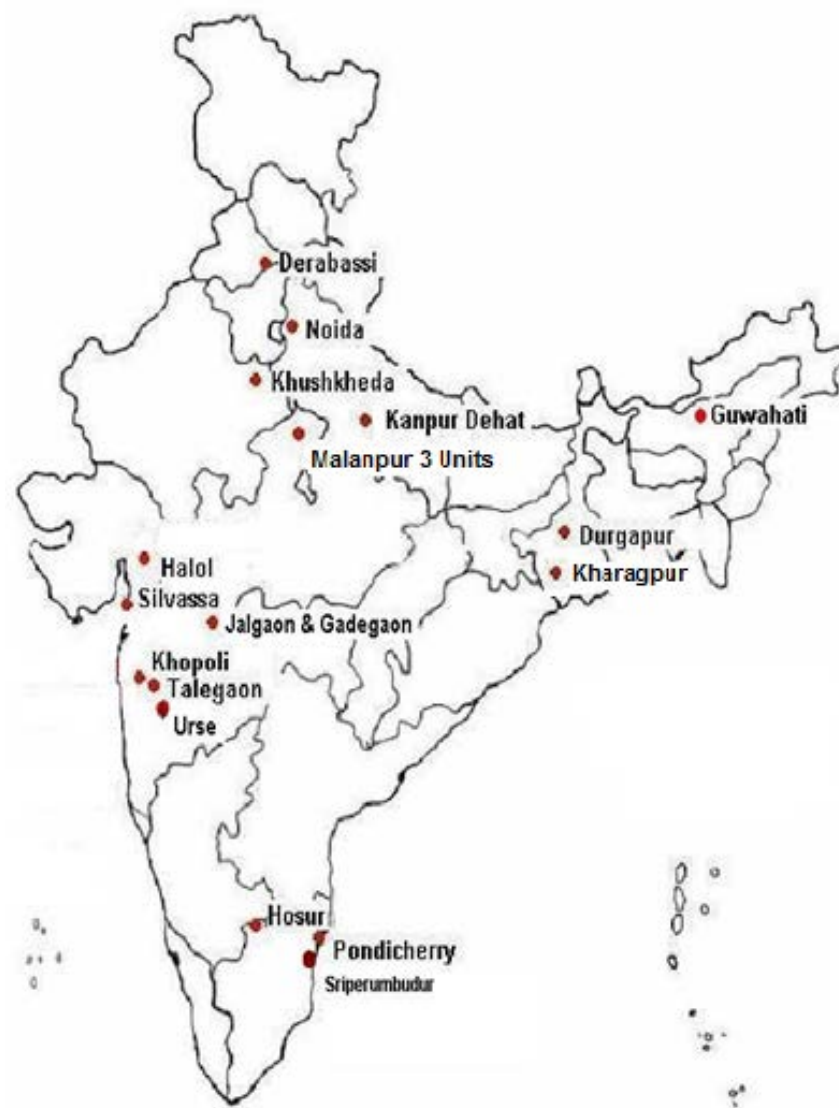 Derabassi
Noida
Khushkheda
Kanpur Dehat
Guwahati
Malanpur 3 Units
Durgapur
Halol
Kharagpur
Silvassa
Jalgaon & Gadegaon
Khopoli
Talegaon
Urse
Hosur
Pondicherry
Sriperumbudur